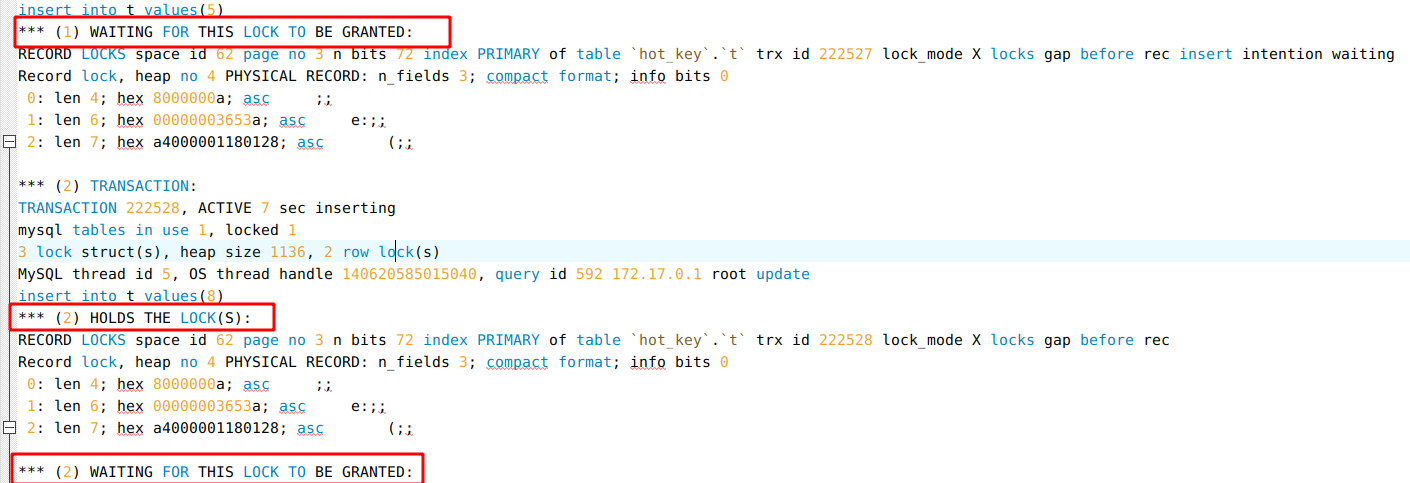 insert into t values(5)
*** (1) WAITING FOR THIS LOCK TO BE GRANTED:
RECORD LOCKS space id 62 page no 3 n bits 72 index PRIMARY of table `hot_key`.`t` trx id 222527 lock_mode X locks gap before rec insert intention waiting
Record lock, heap no 4 PHYSICAL RECORD: n_fields 3; compact format; info bits 0
 0: len 4; hex 8000000a; asc     ;;
 1: len 6; hex 00000003653a; asc     e:;;
 2: len 7; hex a4000001180128; asc       (;;
*** (2) TRANSACTION:
TRANSACTION 222528, ACTIVE 7 sec inserting
mysql tables in use 1, locked 1
3 lock struct(s), heap size 1136, 2 row lock(s)
MySQL thread id 5, OS thread handle 140620585015040, query id 592 172.17.0.1 root update
insert into t values(8)
*** (2) HOLDS THE LOCK(S):
RECORD LOCKS space id 62 page no 3 n bits 72 index PRIMARY of table `hot_key`.`t` trx id 222528 lock_mode X locks gap before rec
Record lock, heap no 4 PHYSICAL RECORD: n_fields 3; compact format; info bits 0
 0: len 4; hex 8000000a; asc     ;;
 1: len 6; hex 00000003653a; asc     e:;;
 2: len 7; hex a4000001180128; asc       (;;
*** (2) WAITING FOR THIS LOCK TO BE GRANTED: